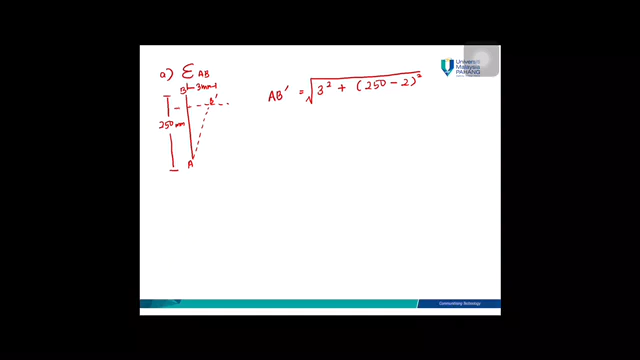 a) ε AB
B 3mm
B'
250 mm
A
AB' = √3² + (250 - 2)²
Universiti
Malaysia
PAHANG
Communitising Technology